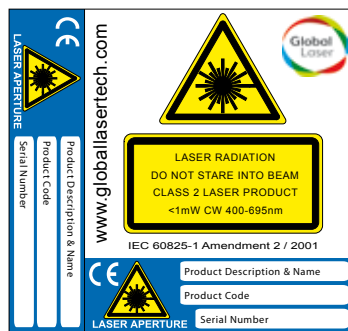 LASER APERTURE
CE
Product Description & Name
Product Code
Serial Number
www.globallasertech.com
Global
Laser
LASER RADIATION
DO NOT STARE INTO BEAM
CLASS 2 LASER PRODUCT
<1mW CW 400-695nm
IEC 60825-1 Amendment 2 / 2001
CE
LASER APERTURE
Product Description & Name
Product Code
Serial Number